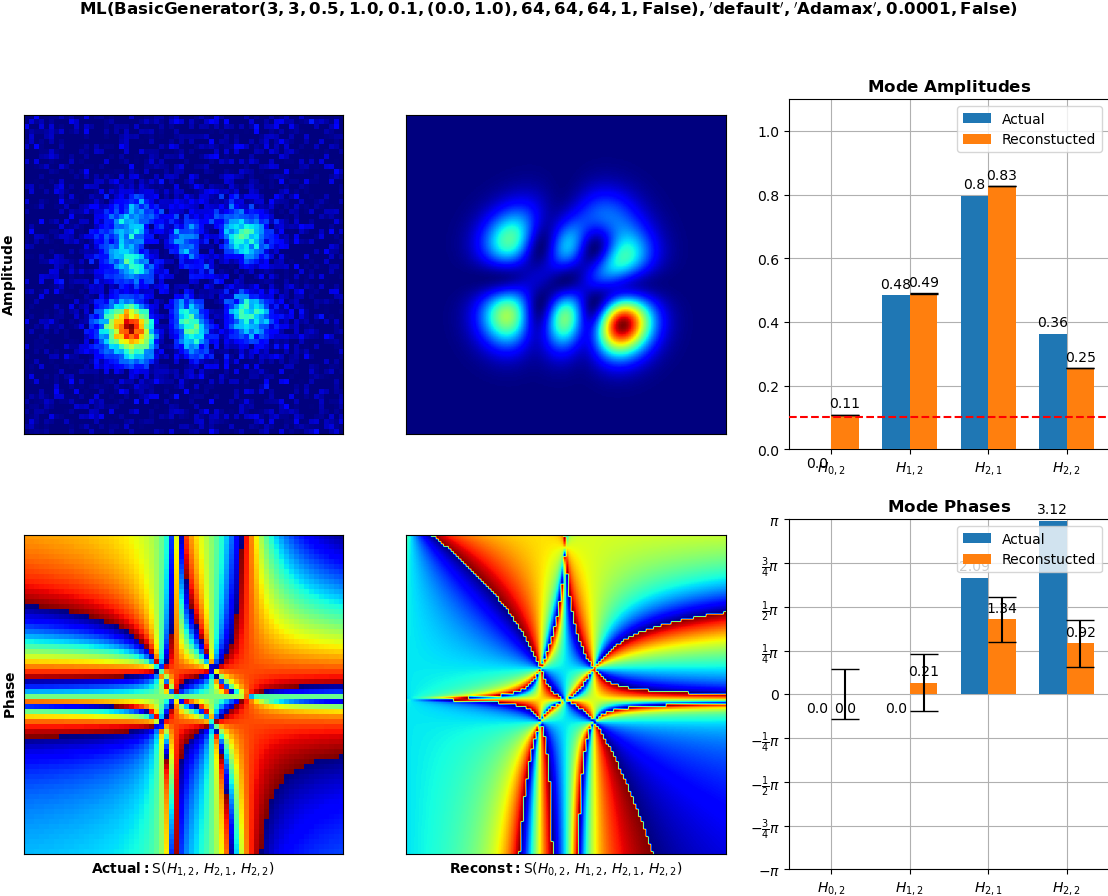 ML(BasicGenerator(3, 3, 0.5, 1.0, 0.1, (0.0, 1.0), 64, 64, 64, 1, False), 'default', 'Adamax', 0.0001, False)
Amplitude
Mode Amplitudes
Actual
Reconstucted
1.0
0.8
0.6
0.4
0.2
0.0
0.0
0.11
0.48
0.49
0.8
0.83
0.36
0.25
H0,2
H1,2
H2,1
H2,2
Phase
Actual: S(H1,2, H2,1, H2,2)
Reconst: S(H0,2, H1,2, H2,1, H2,2)
Mode Phases
Actual
Reconstucted
π
3/4π
1/2π
1/4π
0
−1/4π
−1/2π
−3/4π
−π
0.0
0.0
0.0
0.21
2.09
1.34
3.12
0.92
H0,2
H1,2
H2,1
H2,2